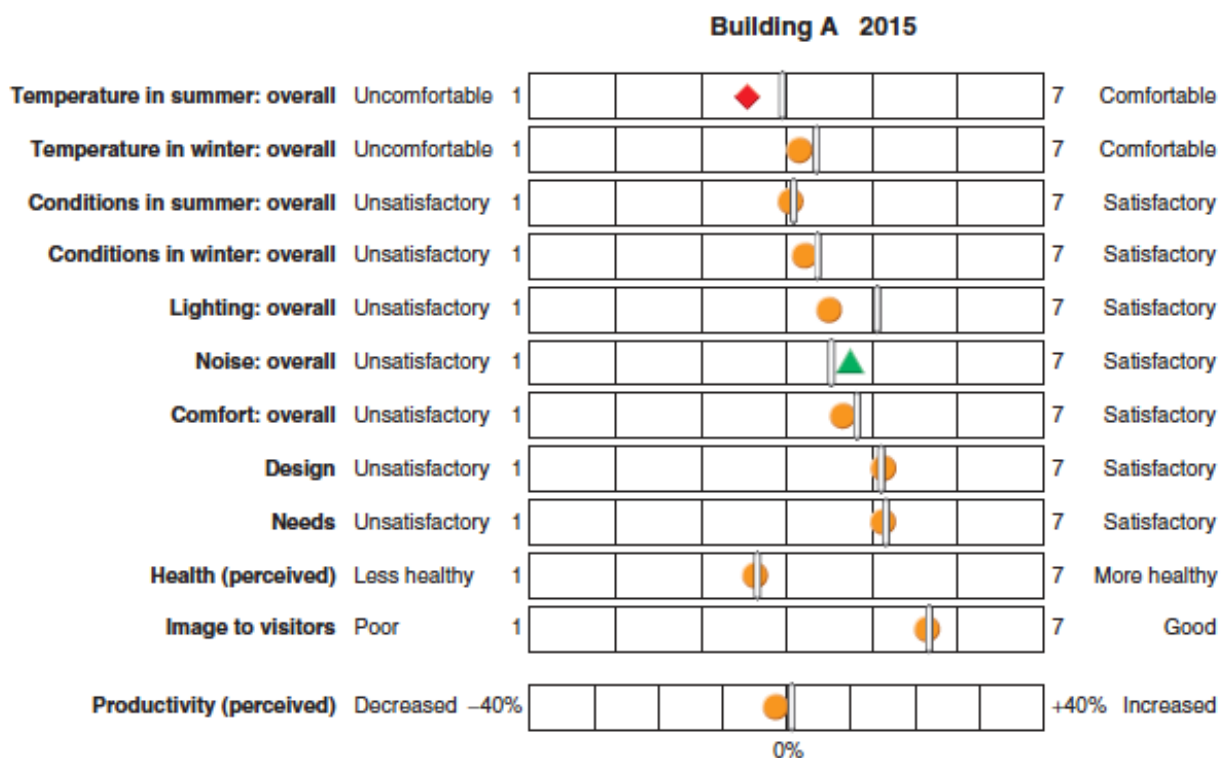 Building A 2015
Temperature in summer: overall Uncomfortable 1 7 Comfortable
Temperature in winter: overall Uncomfortable 1 7 Comfortable
Conditions in summer: overall Unsatisfactory 1 7 Satisfactory
Conditions in winter: overall Unsatisfactory 1 7 Satisfactory
Lighting: overall Unsatisfactory 1 7 Satisfactory
Noise: overall Unsatisfactory 1 7 Satisfactory
Comfort: overall Unsatisfactory 1 7 Satisfactory
Design Unsatisfactory 1 7 Satisfactory
Needs Unsatisfactory 1 7 Satisfactory
Health (perceived) Less healthy 1 7 More healthy
Image to visitors Poor 1 7 Good
Productivity (perceived) Decreased −40% +40% Increased
0%